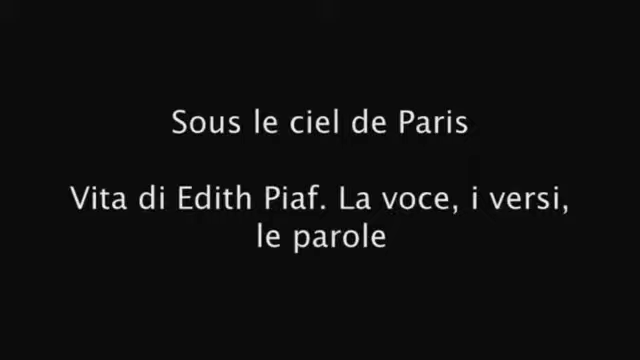 Sous le ciel de Paris
Vita di Edith Piaf. La voce, i versi,
le parole